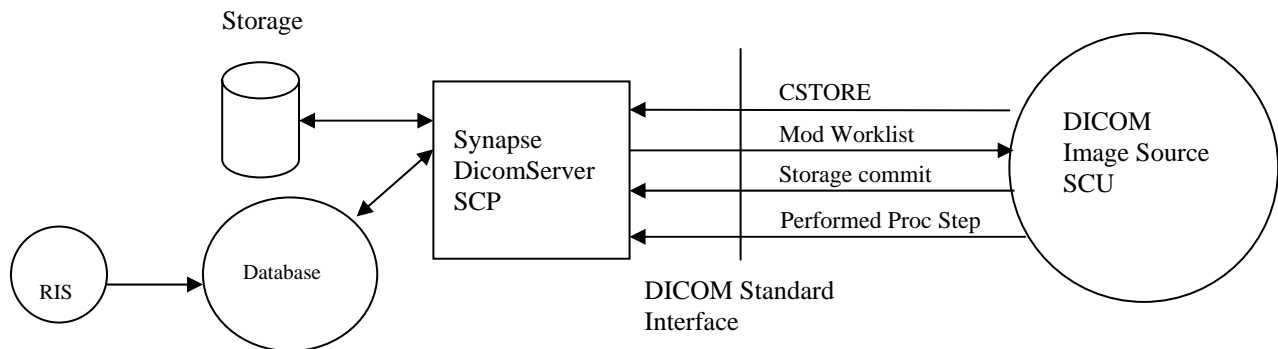 Storage
Synapse
DicomServer
SCP
CSTORE
Mod Worklist
Storage commit
Performed Proc Step
DICOM
Image Source
SCU
RIS
Database
DICOM Standard
Interface